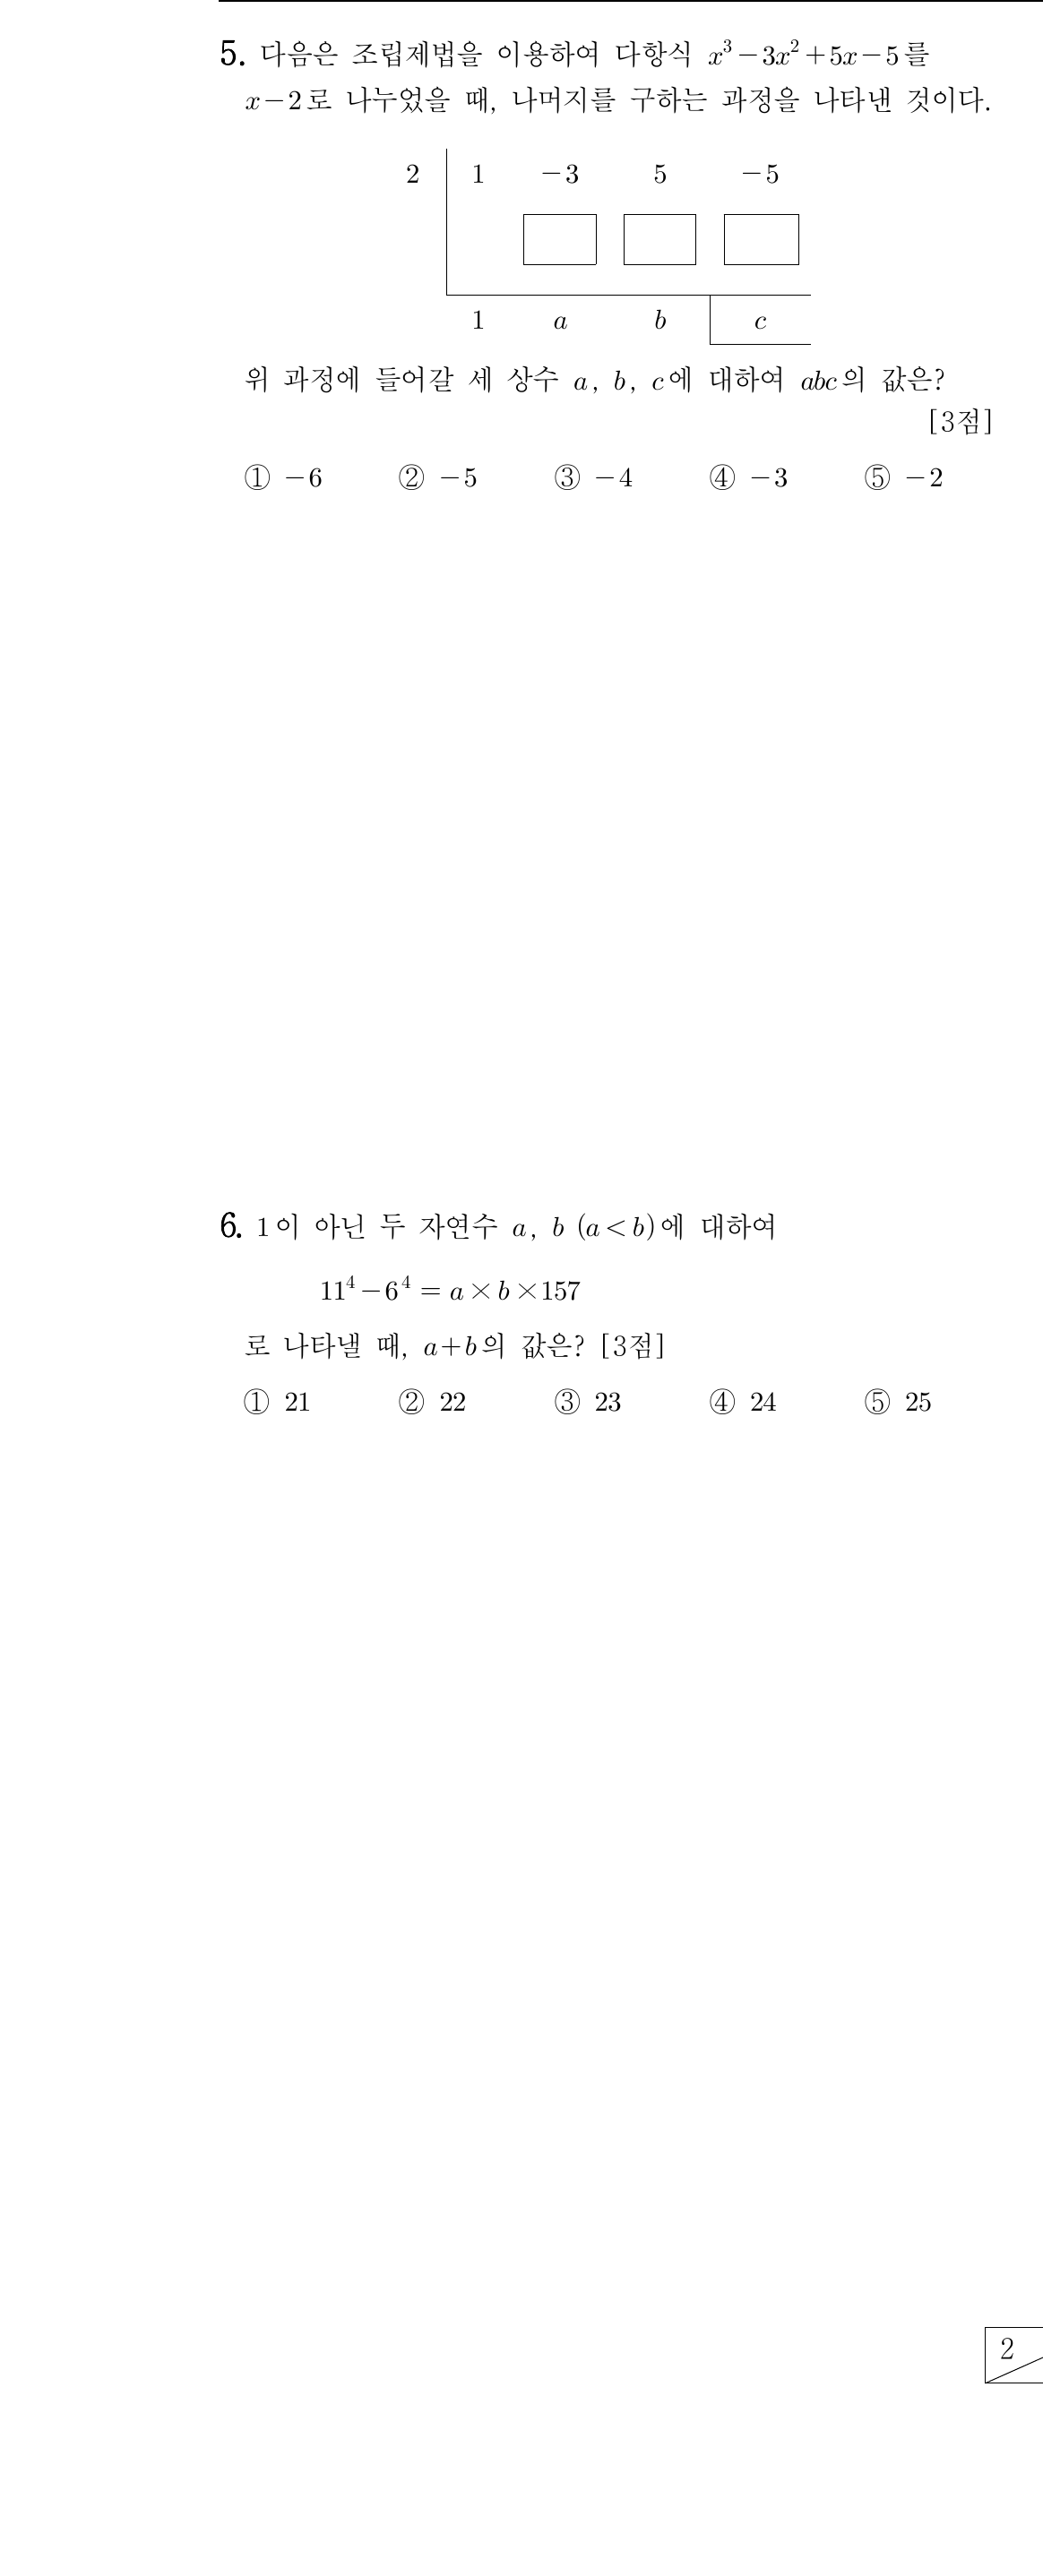 5. 다음은 조립제법을 이용하여 다항식 x³−3x²+5x−5를
x−2로 나누었을 때, 나머지를 구하는 과정을 나타낸 것이다.
2 1 −3 5 −5
1 a b c
위 과정에 들어갈 세 상수 a, b, c에 대하여 abc의 값은?
[3점]
① −6 ② −5 ③ −4 ④ −3 ⑤ −2
6. 1이 아닌 두 자연수 a, b (a<b)에 대하여
11⁴−6⁴ = a×b×157
로 나타낼 때, a+b의 값은? [3점]
① 21 ② 22 ③ 23 ④ 24 ⑤ 25
2